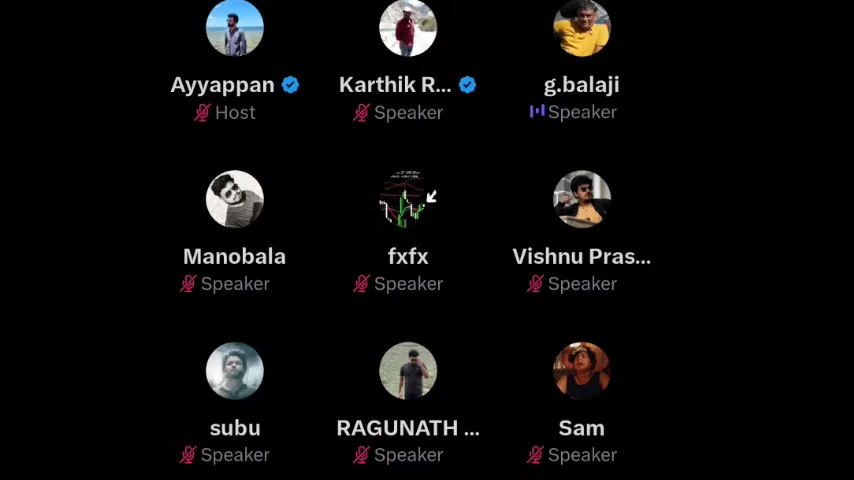 Ayyappan Karthik R... g.balaji
Host Speaker Speaker
Manobala fxfx Vishnu Pras...
Speaker Speaker Speaker
subu RAGUNATH ... Sam
Speaker Speaker Speaker